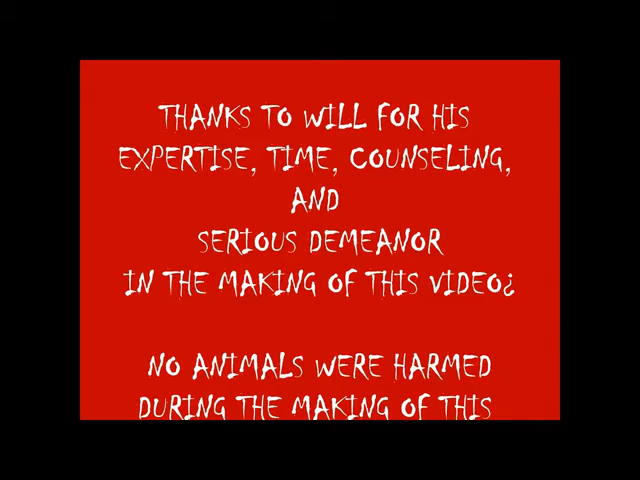 THANKS TO WILL FOR HIS
EXPERTISE, TIME, COUNSELING,
AND
SERIOUS DEMEANOR
IN THE MAKING OF THIS VIDEO¿
NO ANIMALS WERE HARMED
DURING THE MAKING OF THIS